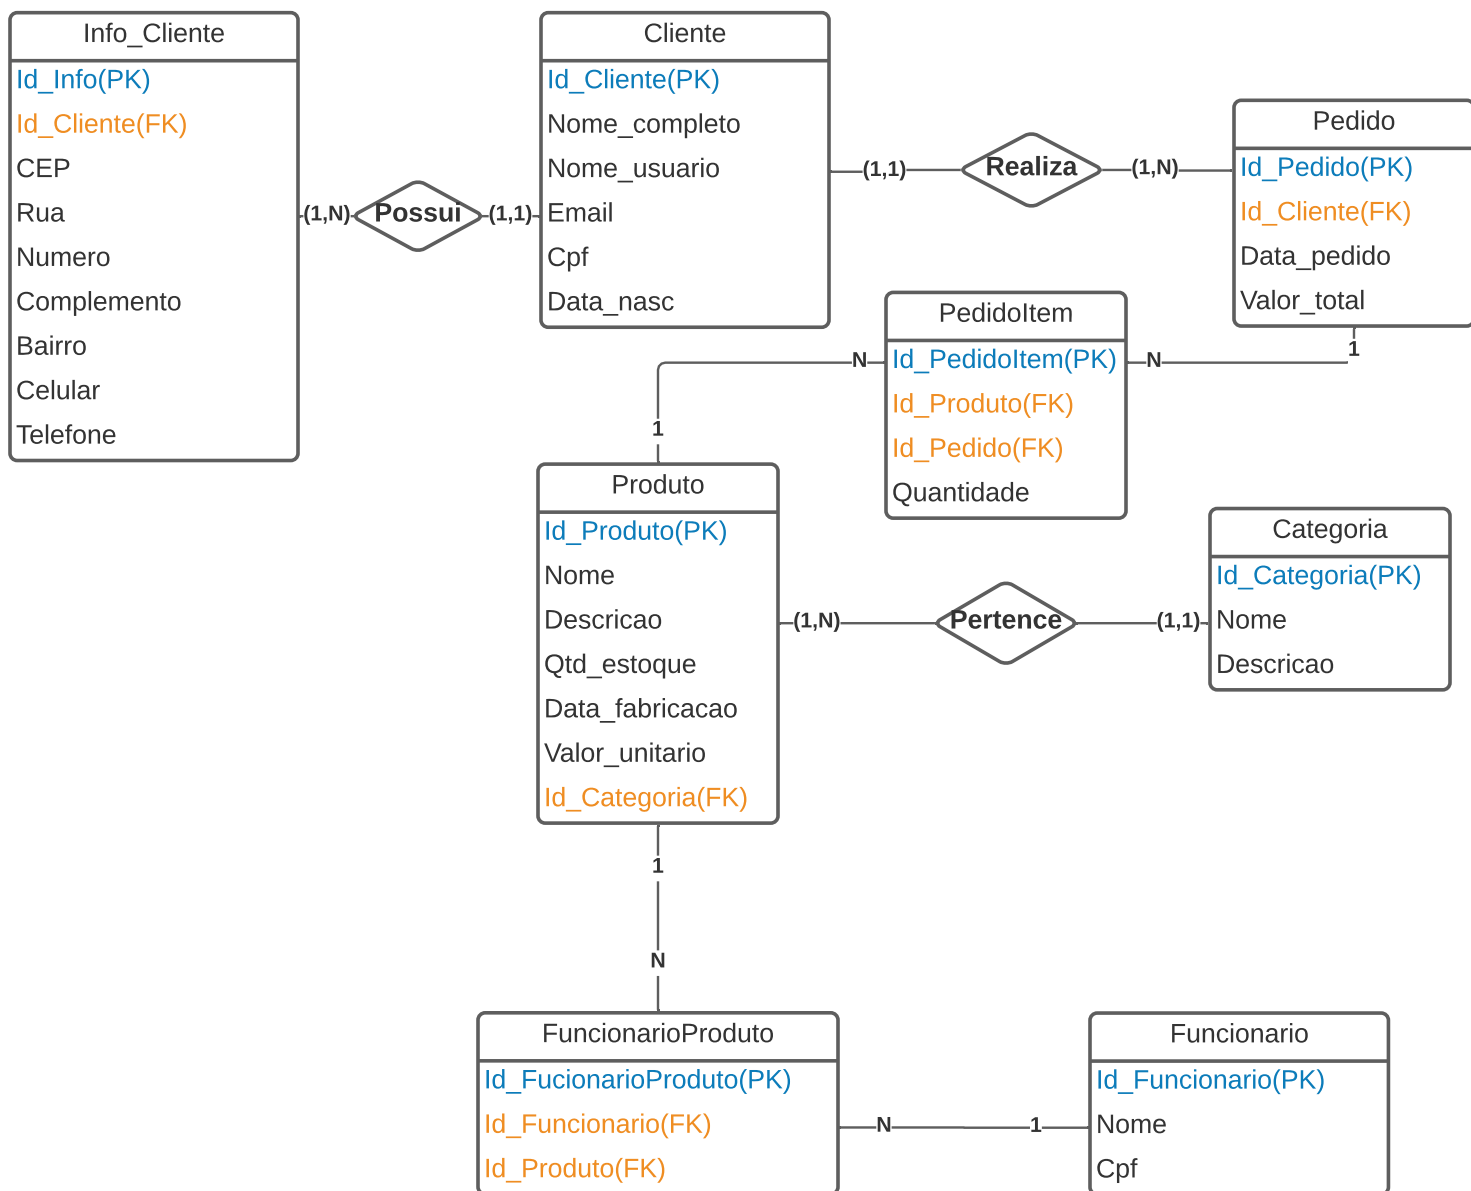 Info_Cliente
Id_Info(PK)
Id_Cliente(FK)
CEP
Rua
Numero
Complemento
Bairro
Celular
Telefone
(1,N)
Possui
(1,1)
Cliente
Id_Cliente(PK)
Nome_completo
Nome_usuario
Email
Cpf
Data_nasc
(1,1)
Realiza
(1,N)
Pedido
Id_Pedido(PK)
Id_Cliente(FK)
Data_pedido
Valor_total
1
N
PedidoItem
Id_PedidoItem(PK)
Id_Produto(FK)
Id_Pedido(FK)
Quantidade
N
1
Produto
Id_Produto(PK)
Nome
Descricao
Qtd_estoque
Data_fabricacao
Valor_unitario
Id_Categoria(FK)
(1,N)
Pertence
(1,1)
Categoria
Id_Categoria(PK)
Nome
Descricao
1
N
FuncionarioProduto
Id_FucionarioProduto(PK)
Id_Funcionario(FK)
Id_Produto(FK)
N
1
Funcionario
Id_Funcionario(PK)
Nome
Cpf